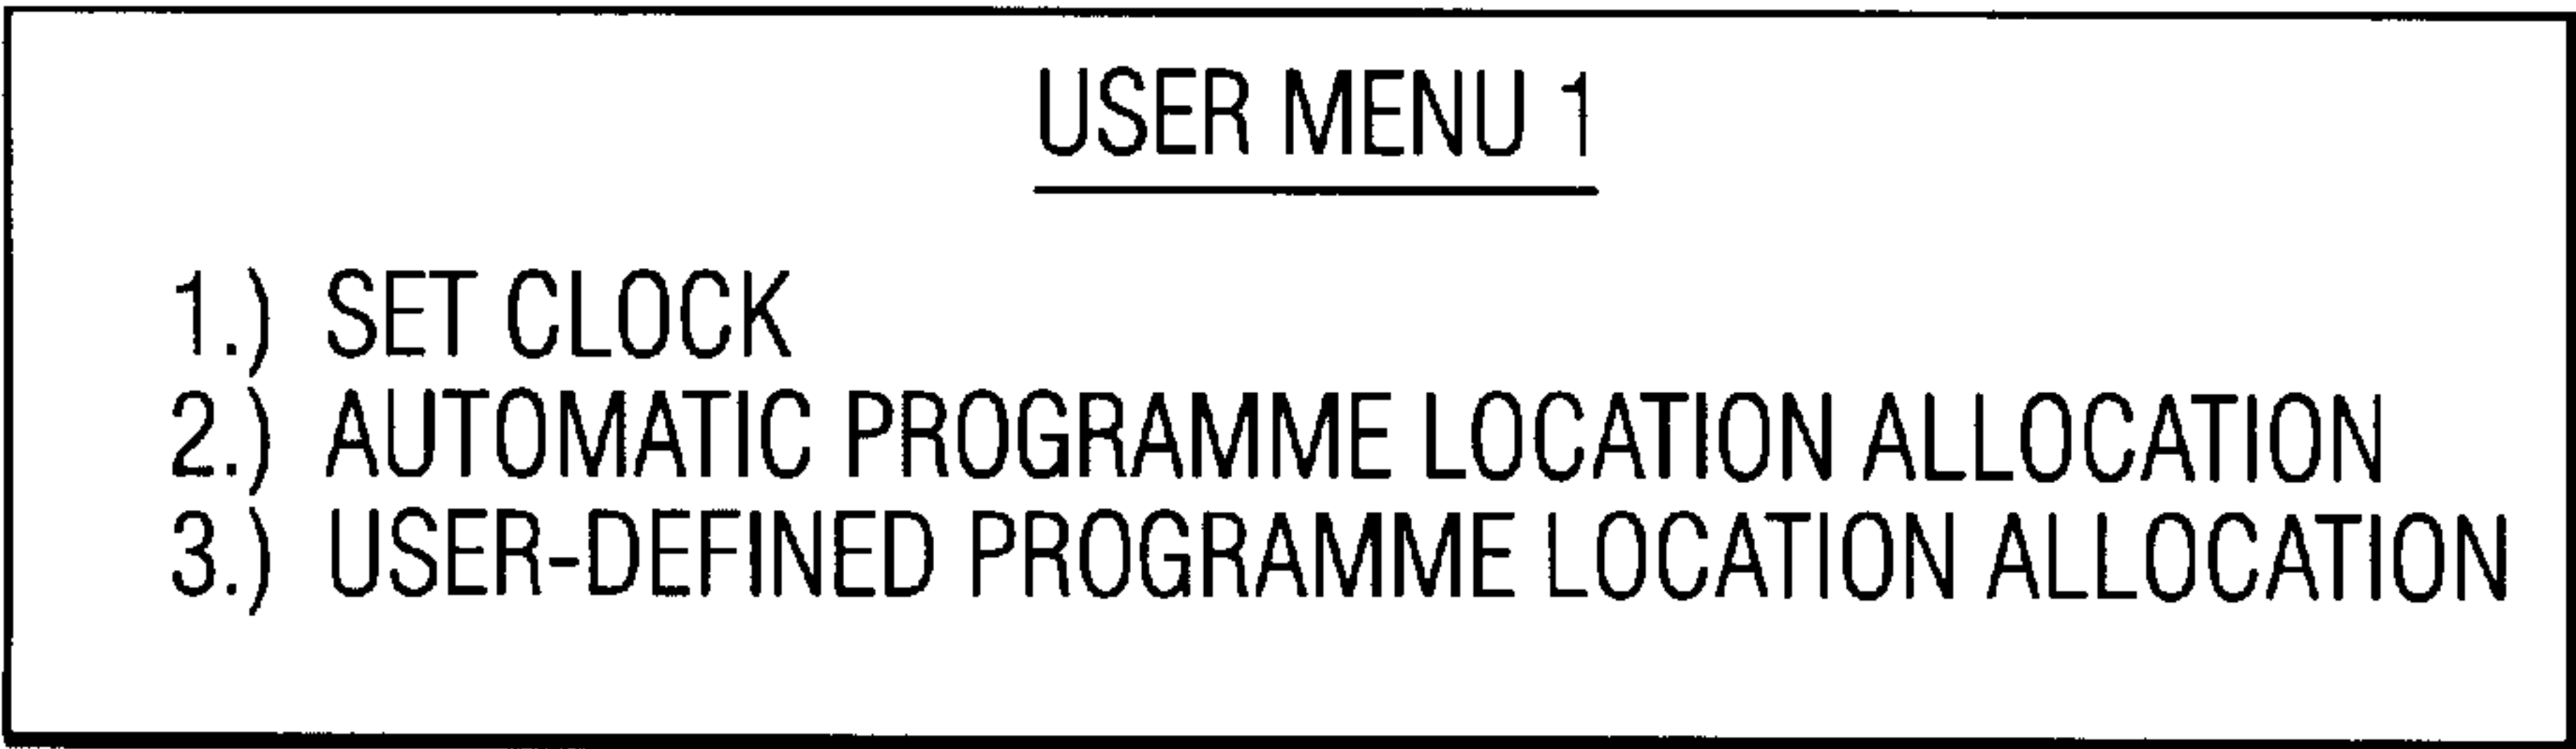 USER MENU 1
1.) SET CLOCK
2.) AUTOMATIC PROGRAMME LOCATION ALLOCATION
3.) USER-DEFINED PROGRAMME LOCATION ALLOCATION